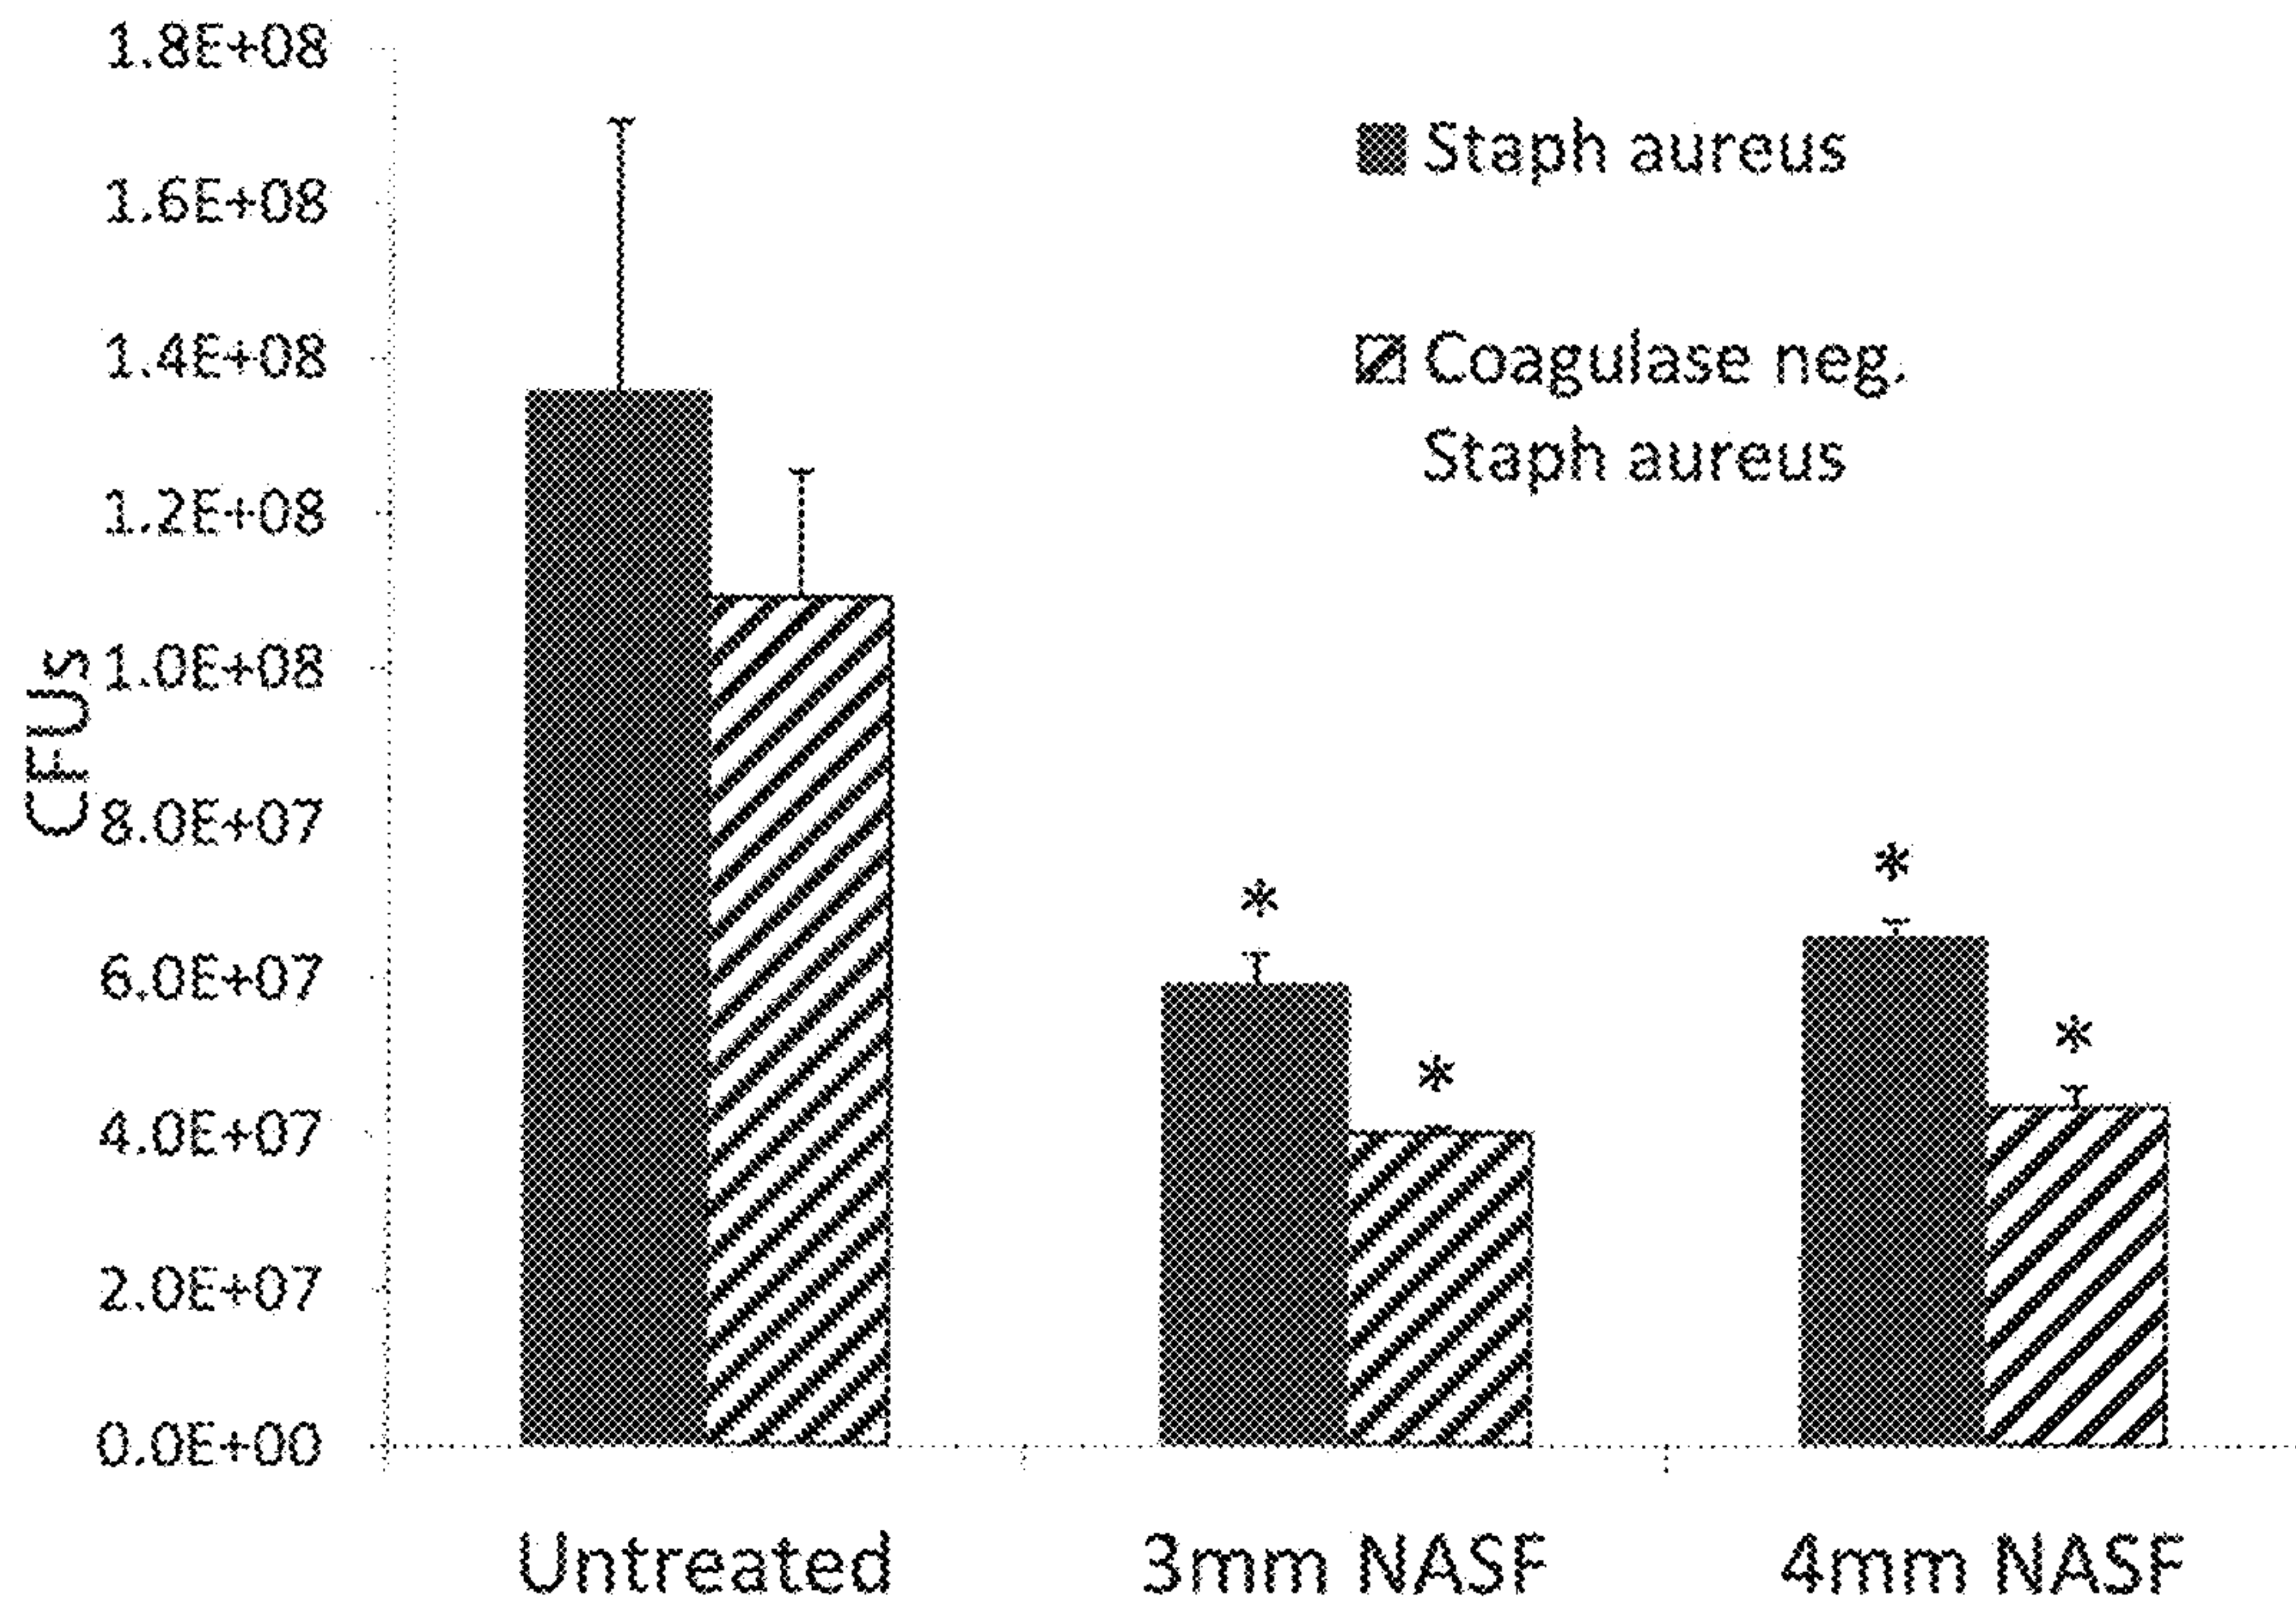 1.8E+08
1.6E+08
1.4E+08
1.2E+08
1.0E+08
8.0E+07
6.0E+07
4.0E+07
2.0E+07
0.0E+00
CFUs
Staph aureus
Coagulase neg.
Staph aureus
*
*
*
*
Untreated
3mm NASF
4mm NASF